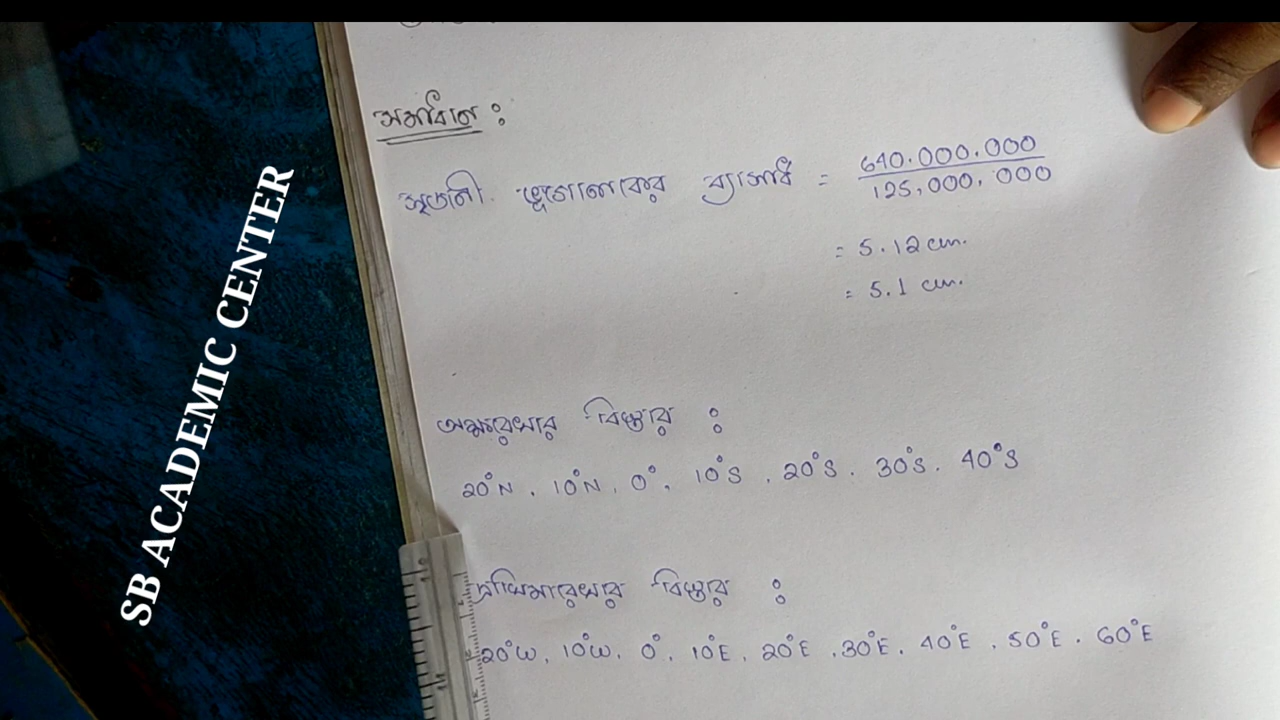 সমাধান :
সৃজনী ভূগোলকের ব্যাসার্ধ = 640.000.000 / 125,000,000
= 5.12 cm.
= 5.1 cm.
অক্ষরেখার বিস্তার :
20°N, 10°N, 0°, 10°S, 20°S. 30°S. 40°S
দ্রাঘিমারেখার বিস্তার :
20°W, 10°W, 0°, 10°E, 20°E, 30°E, 40°E, 50°E, 60°E
SB ACADEMIC CENTER